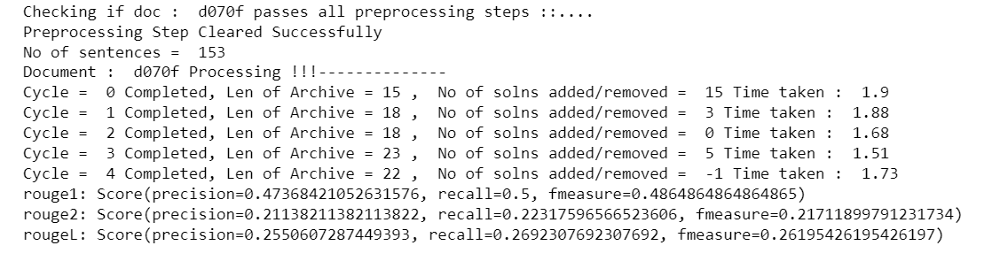 Checking if doc :  d070f passes all preprocessing steps ::....
Preprocessing Step Cleared Successfully
No of sentences =  153
Document :  d070f Processing !!!--------------
Cycle =  0 Completed, Len of Archive = 15 ,  No of solns added/removed =  15 Time taken :  1.9
Cycle =  1 Completed, Len of Archive = 18 ,  No of solns added/removed =  3 Time taken :  1.88
Cycle =  2 Completed, Len of Archive = 18 ,  No of solns added/removed =  0 Time taken :  1.68
Cycle =  3 Completed, Len of Archive = 23 ,  No of solns added/removed =  5 Time taken :  1.51
Cycle =  4 Completed, Len of Archive = 22 ,  No of solns added/removed =  -1 Time taken :  1.73
rouge1: Score(precision=0.47368421052631576, recall=0.5, fmeasure=0.4864864864864865)
rouge2: Score(precision=0.21138211382113822, recall=0.22317596566523606, fmeasure=0.21711899791231734)
rougeL: Score(precision=0.2550607287449393, recall=0.2692307692307692, fmeasure=0.26195426195426197)